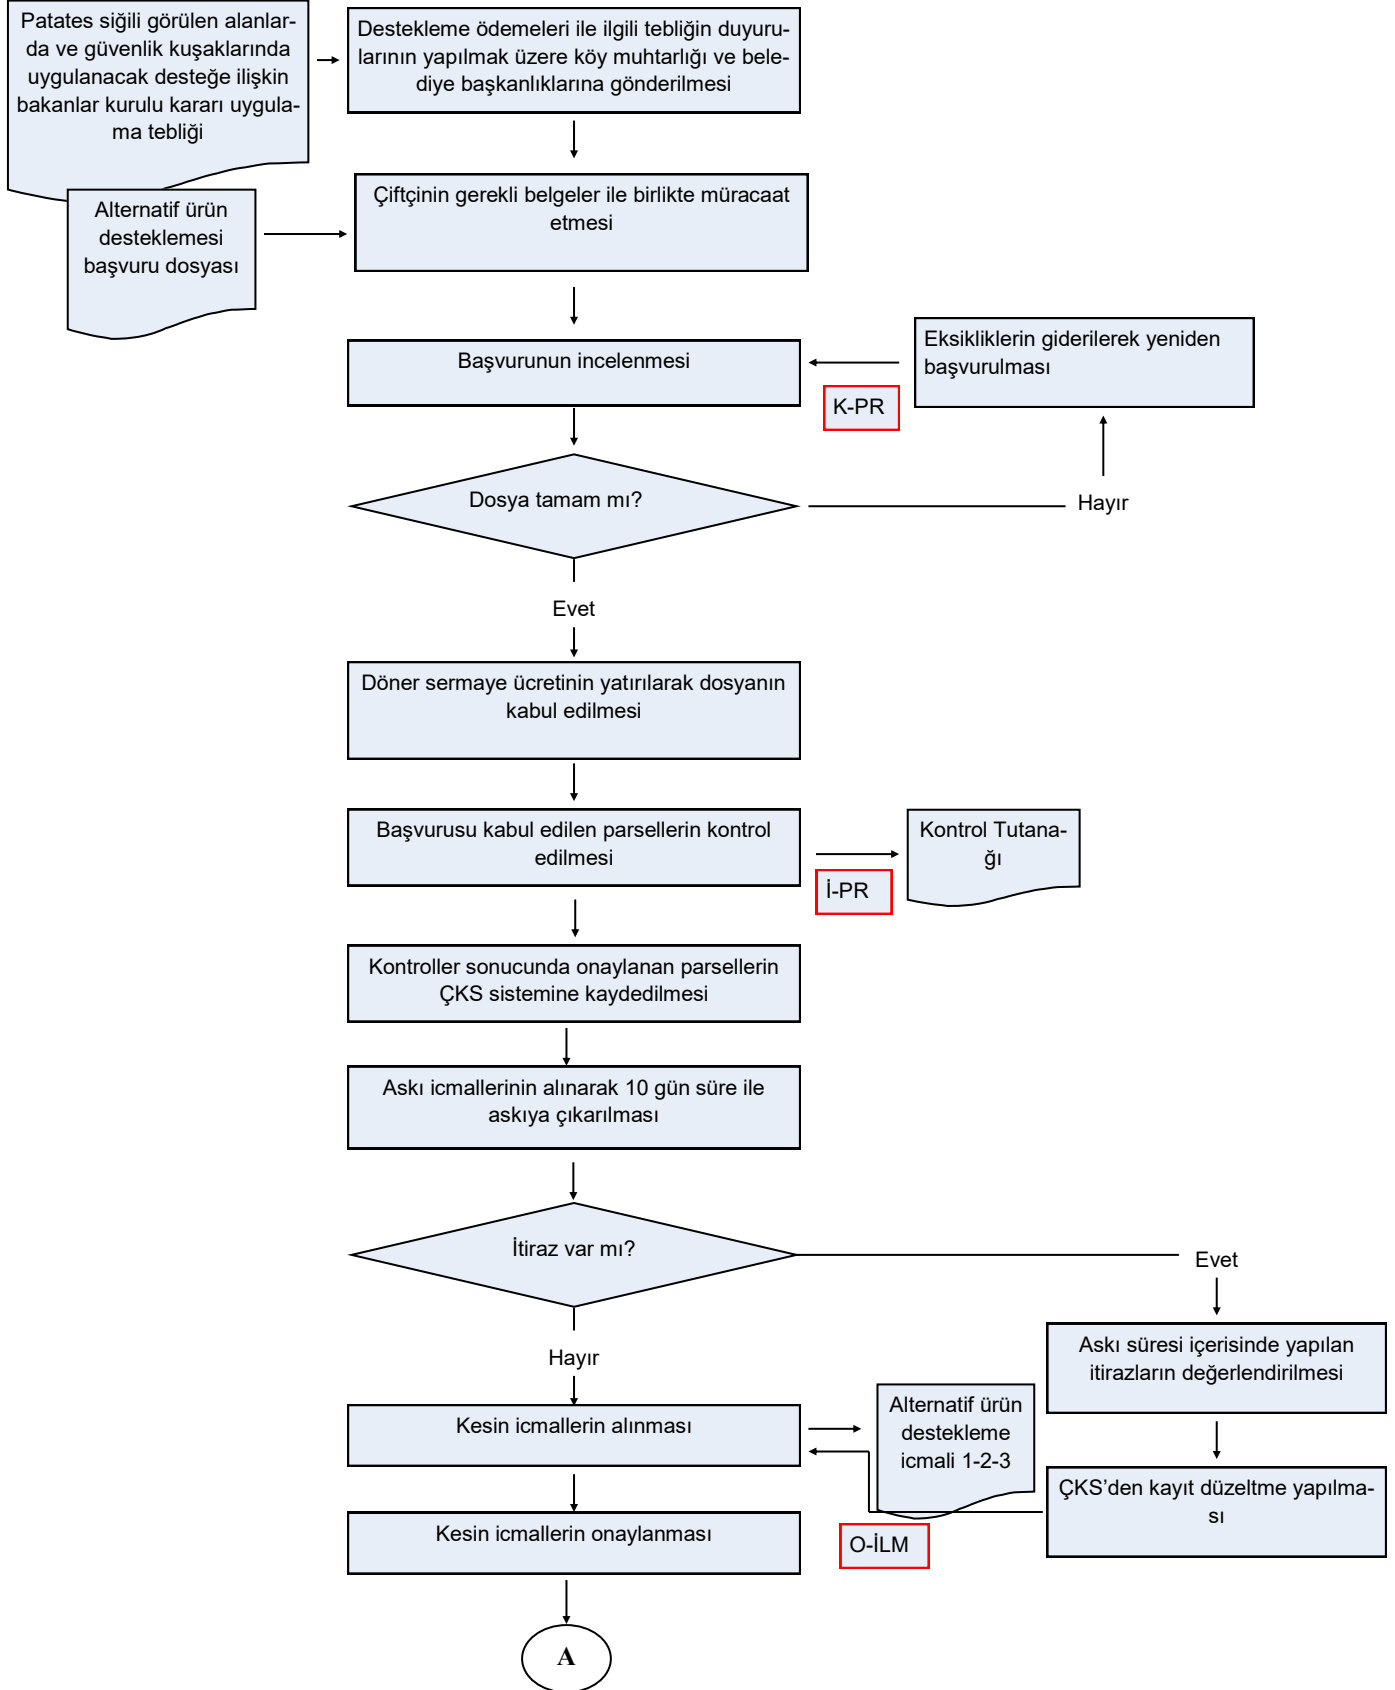 Patates siğili görülen alanlar-
da ve güvenlik kuşaklarında
uygulanacak desteğe ilişkin
bakanlar kurulu kararı uygula-
ma tebliği
Destekleme ödemeleri ile ilgili tebliğin duyuru-
larının yapılmak üzere köy muhtarlığı ve bele-
diye başkanlıklarına gönderilmesi
Alternatif ürün
desteklemesi
başvuru dosyası
Çiftçinin gerekli belgeler ile birlikte müracaat
etmesi
Başvurunun incelenmesi
Eksikliklerin giderilerek yeniden
başvurulması
K-PR
Dosya tamam mı?
Hayır
Evet
Döner sermaye ücretinin yatırılarak dosyanın
kabul edilmesi
Başvurusu kabul edilen parsellerin kontrol
edilmesi
Kontrol Tutana-
ğı
İ-PR
Kontroller sonucunda onaylanan parsellerin
ÇKS sistemine kaydedilmesi
Askı icmallerinin alınarak 10 gün süre ile
askıya çıkarılması
İtiraz var mı?
Evet
Hayır
Askı süresi içerisinde yapılan
itirazların değerlendirilmesi
Kesin icmallerin alınması
Alternatif ürün
destekleme
icmali 1-2-3
ÇKS’den kayıt düzeltme yapılma-
sı
Kesin icmallerin onaylanması
O-İLM
A